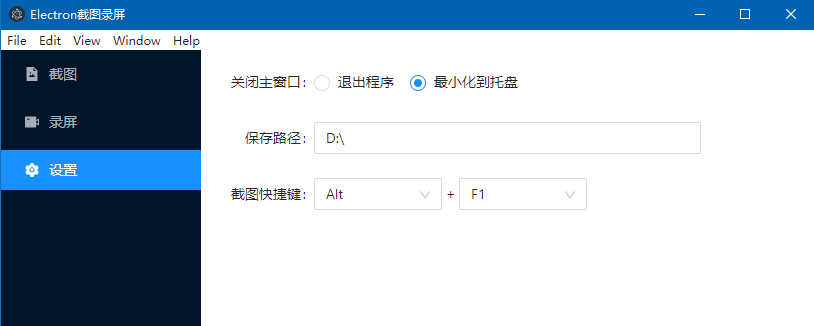 Electron截图录屏
File Edit View Window Help
截图
录屏
设置
关闭主窗口: 退出程序 最小化到托盘
保存路径: D:\
截图快捷键: Alt + F1